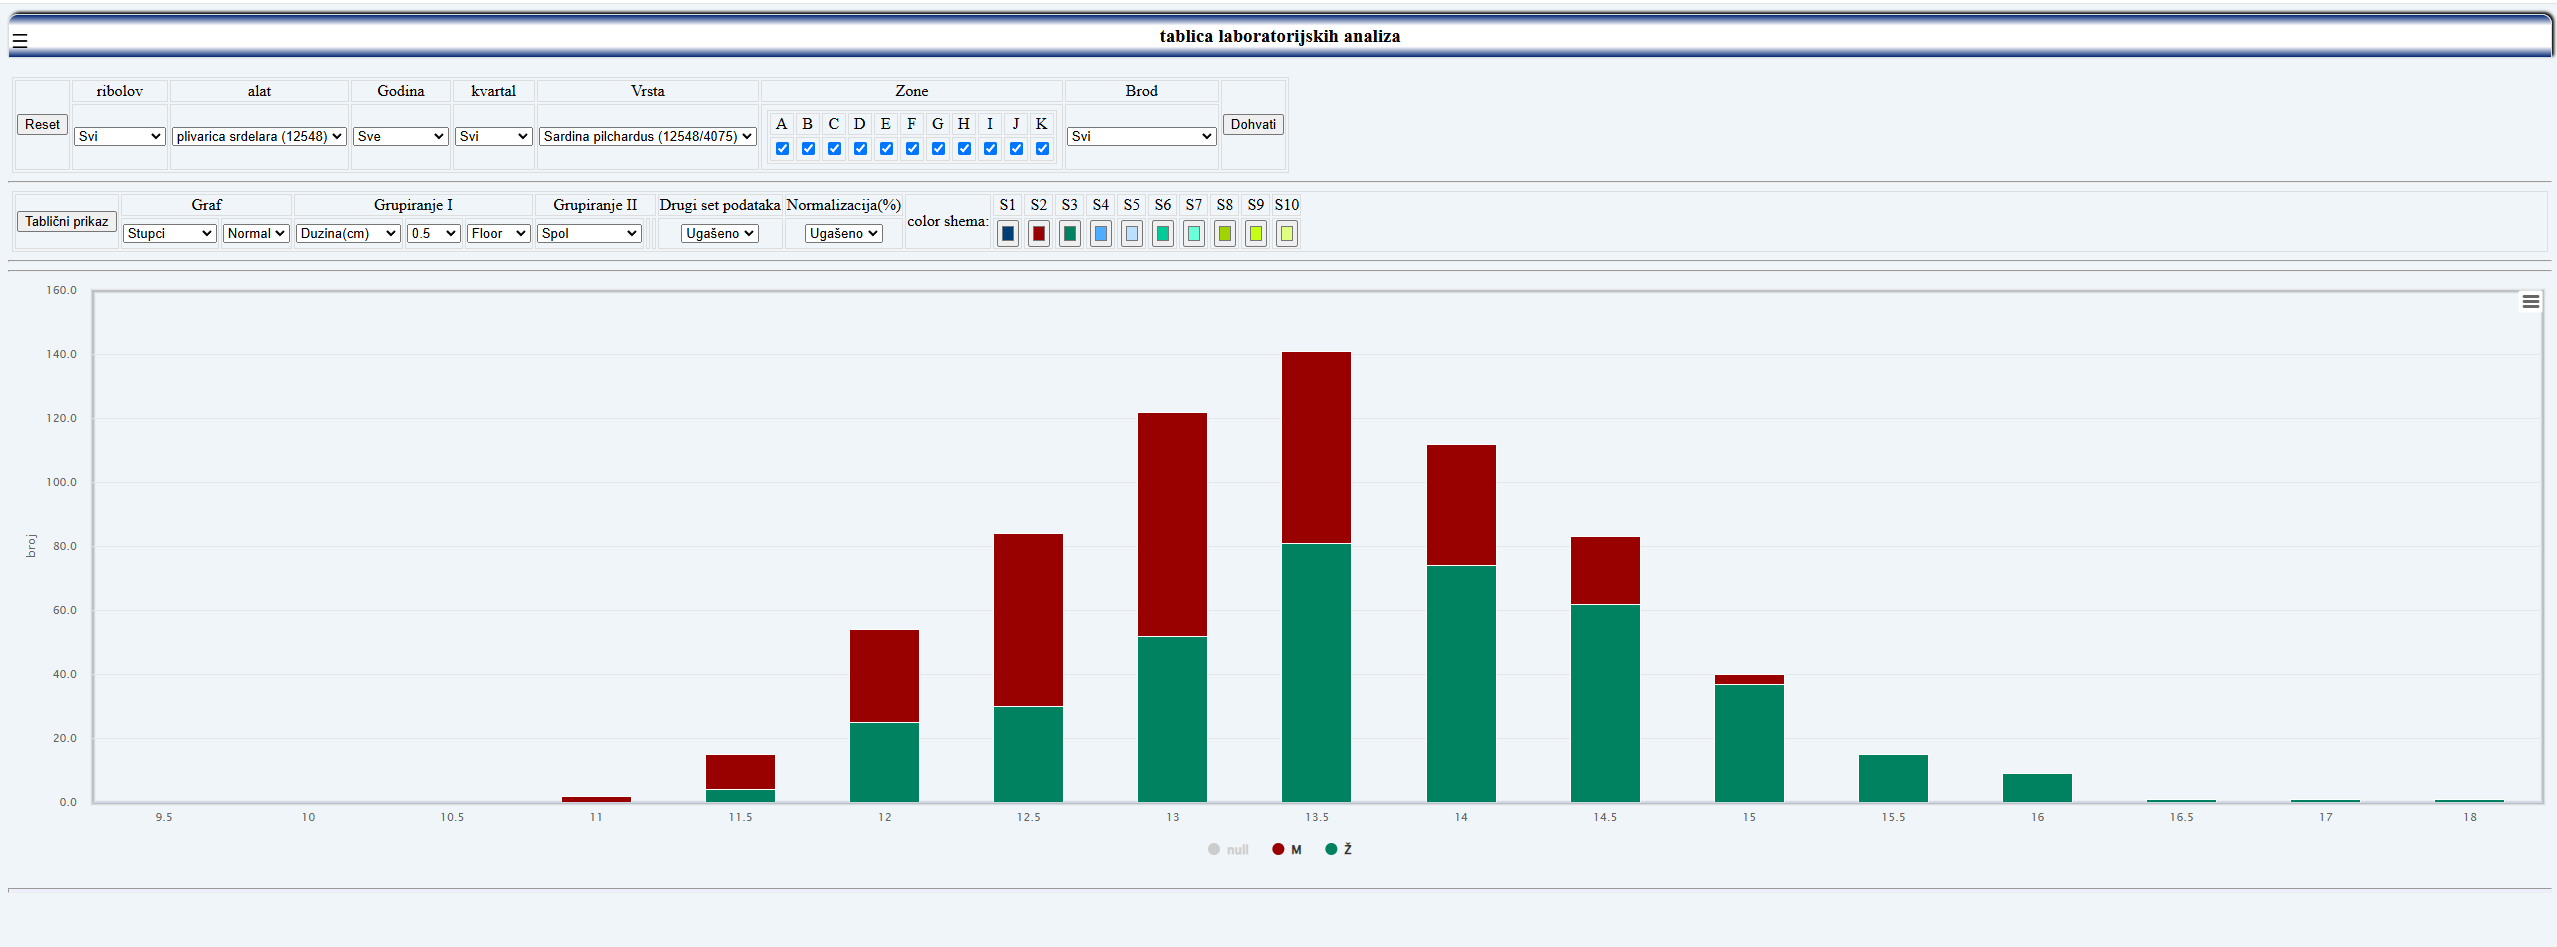 ☰ tablica laboratorijskih analiza
ribolov alat Godina kvartal Vrsta Zone Brod
Reset Svi plivarica srdelara (12548) Sve Svi Sardina pilchardus (12548/4075) A B C D E F G H I J K Svi Dohvati
Graf Grupiranje I Grupiranje II Drugi set podataka Normalizacija(%) S1 S2 S3 S4 S5 S6 S7 S8 S9 S10
Tablični prikaz Stupci Normal Duzina(cm) 0.5 Floor Spol Ugašeno Ugašeno color shema:
160.0
140.0
120.0
100.0
80.0
60.0
40.0
20.0
0.0
broj
9.5 10 10.5 11 11.5 12 12.5 13 13.5 14 14.5 15 15.5 16 16.5 17 18
null M Ž